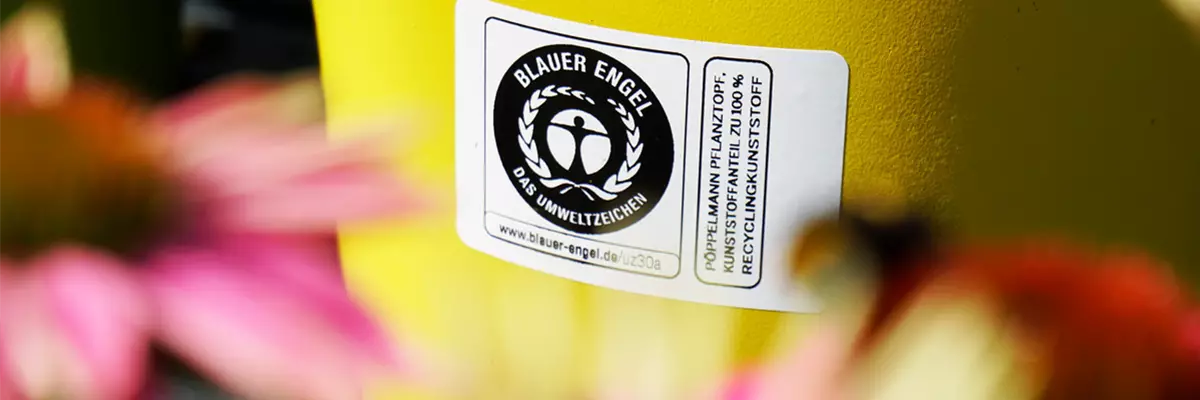 BLAUER ENGEL
DAS UMWELTZEICHEN
www.blauer-engel.de/uz30a
PÖPPELMANN PFLANZTOPF,
KUNSTSTOFFANTEIL ZU 100 %
RECYCLINGKUNSTSTOFF